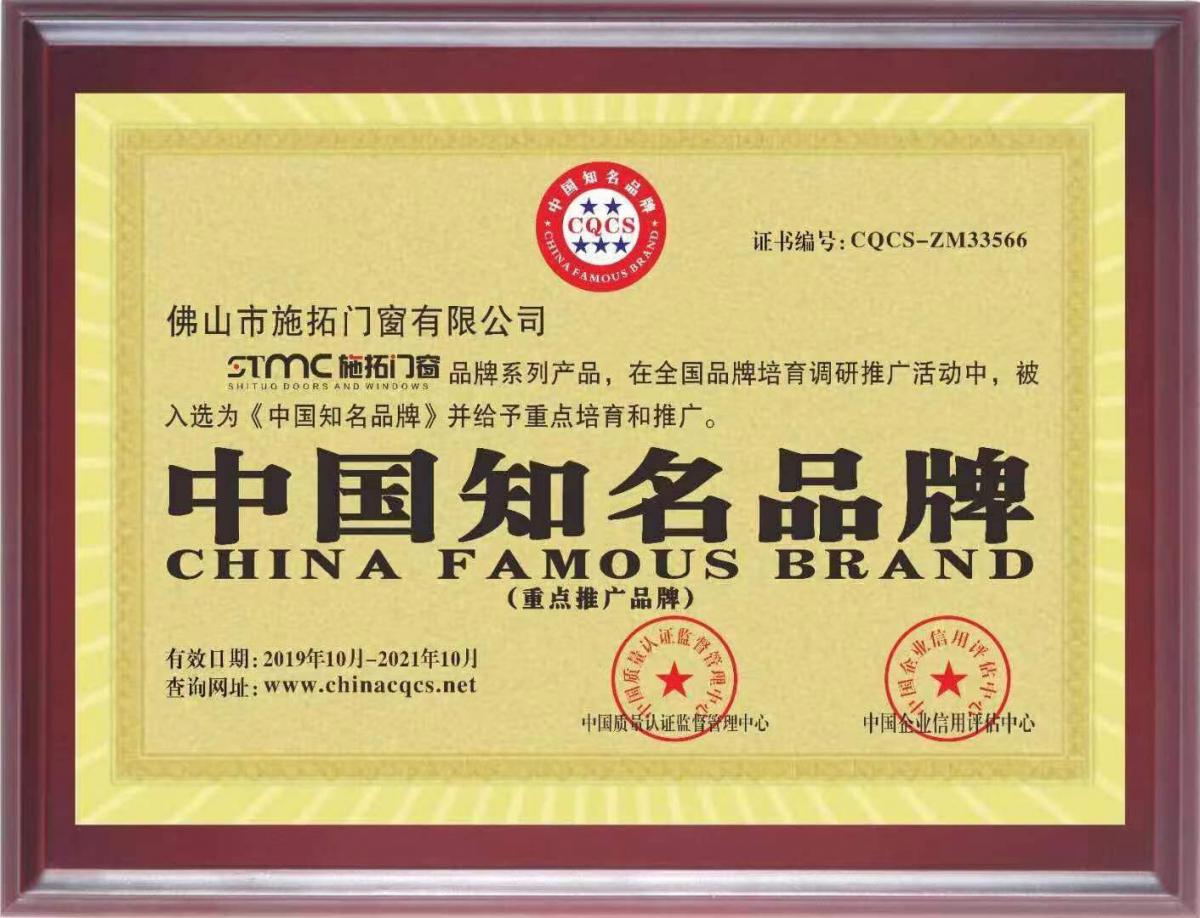 中国知名品牌
CQCS
CHINA FAMOUS BRAND
证书编号:CQCS-ZM33566
佛山市施拓门窗有限公司
STMC 施拓门窗 品牌系列产品，在全国品牌培育调研推广活动中，被
SHITUO DOORS AND WINDOWS
入选为《中国知名品牌》并给予重点培育和推广。
中国知名品牌
CHINA FAMOUS BRAND
(重点推广品牌)
有效日期:2019年10月-2021年10月
查询网址:www.chinacqcs.net
中国质量认证监督管理中心
中国质量认证监督管理中心
中国企业信用评估中心
中国企业信用评估中心